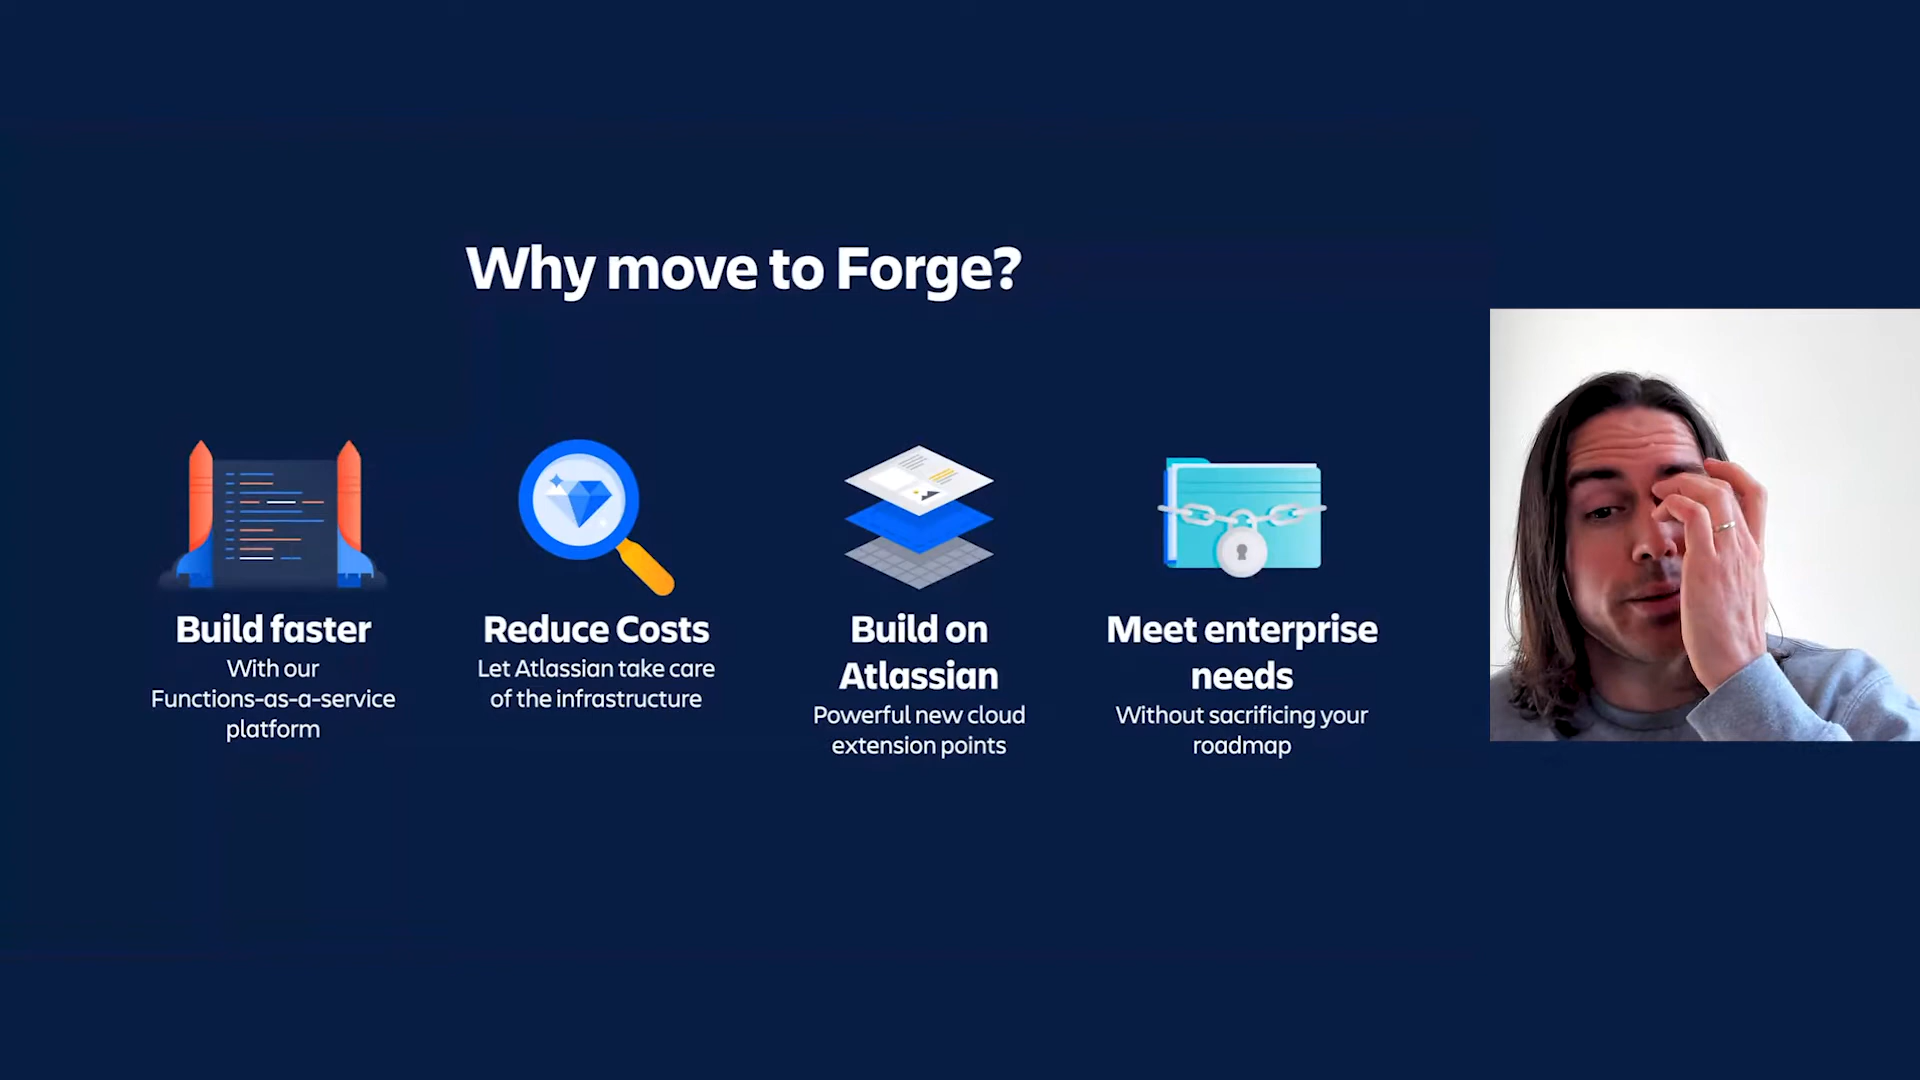 Why move to Forge?
Build faster
With our
Functions-as-a-service
platform
Reduce Costs
Let Atlassian take care
of the infrastructure
Build on
Atlassian
Powerful new cloud
extension points
Meet enterprise
needs
Without sacrificing your
roadmap